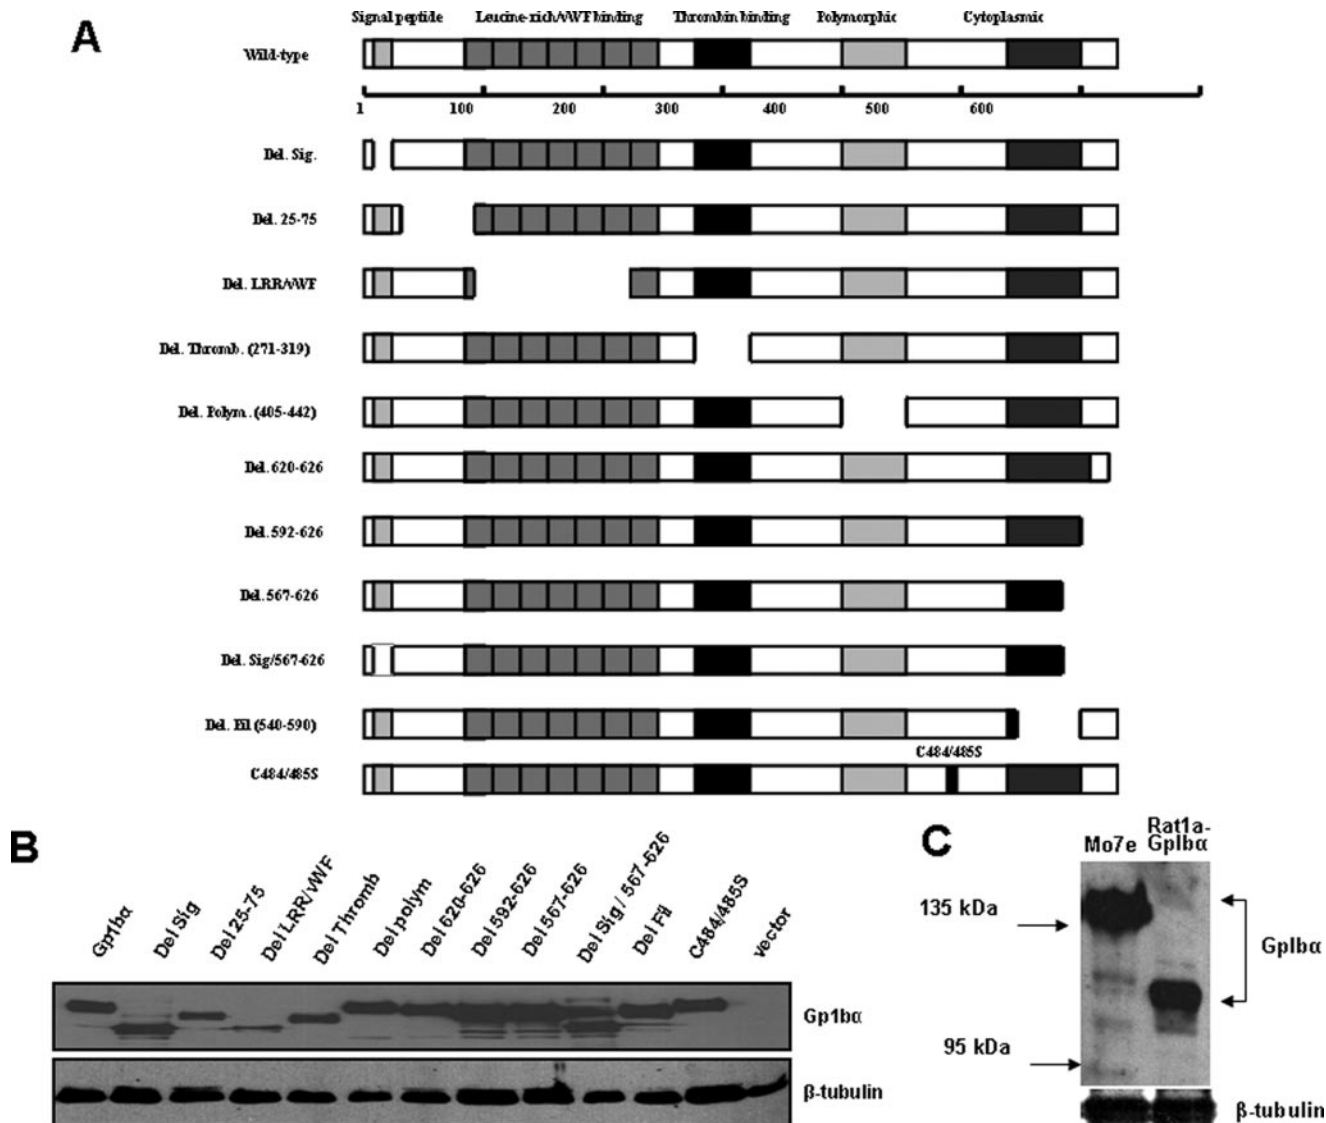 A
Signal peptide Leucine-rich/vWF binding Thrombin binding Polymorphic Cytoplasmic
Wild-type
1 100 200 300 400 500 600
Del. Sig.
Del. 25-75
Del. LRR/vWF
Del. Thromb. (271-319)
Del. Polym. (405-442)
Del. 620-626
Del. 592-626
Del. 567-626
Del. Sig/567-626
Del. Fil (540-590)
C484/485S
C484/485S
B
Gp1bα Del Sig Del 25-75 Del LRR/vWF Del Thromb Del polym Del 620-626 Del 592-626 Del 567-626 Del Sig / 567-626 Del Fil C484/485S vector
Gp1bα
β-tubulin
C
Mo7e Rat1a-GpIbα
135 kDa
GpIbα
95 kDa
β-tubulin